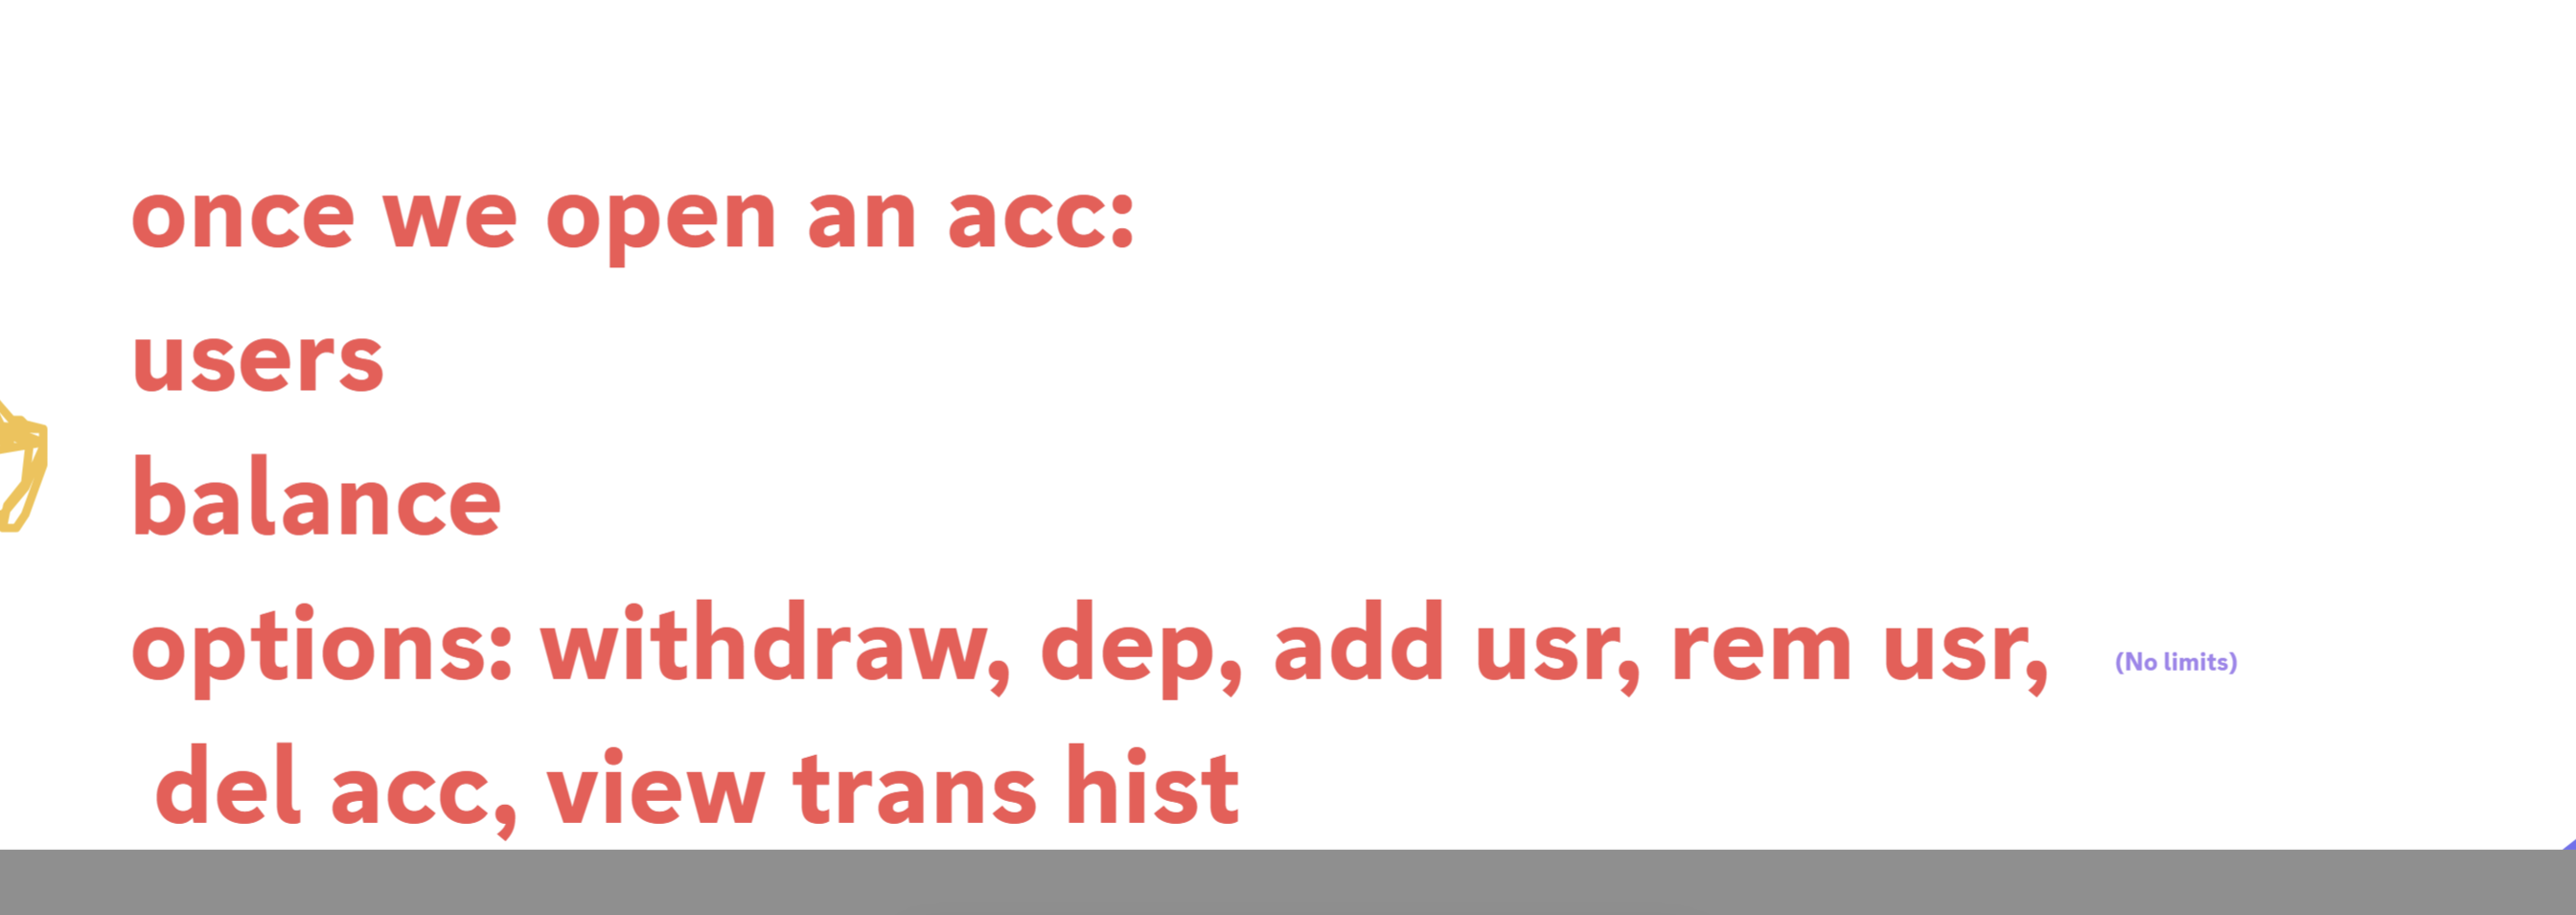 once we open an acc:
users
balance
options: withdraw, dep, add usr, rem usr, (No limits)
del acc, view trans hist